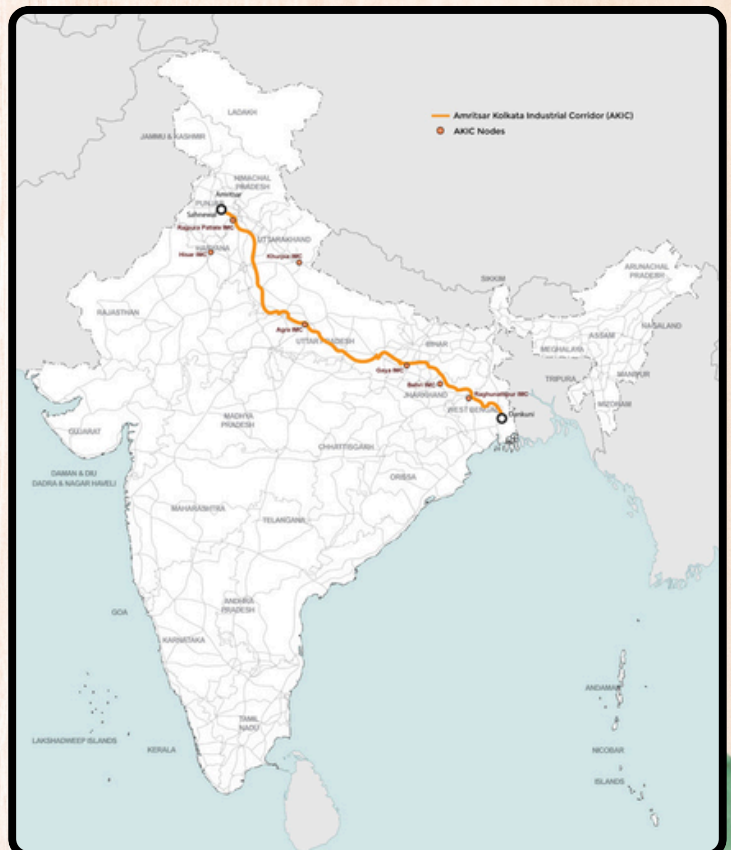 Amritsar Kolkata Industrial Corridor (AKIC)
AKIC Nodes
LADAKH
JAMMU & KASHMIR
HIMACHAL
PRADESH
Amritsar
PUNJAB
Sahnewal
Rajpura Patiala IMC
UTTARAKHAND
HARYANA
Hisar IMC
Khurpia IMC
SIKKIM
ARUNACHAL
PRADESH
RAJASTHAN
NAGALAND
Agra IMC
UTTAR PRADESH
ASSAM
BIHAR
MEGHALAYA
Gaya IMC
MANIPUR
TRIPURA
JHARKHAND
Raghunathpur IMC
MIZORAM
WEST BENGAL
Dankuni
GUJARAT
MADHYA
PRADESH
CHHATTISGARH
DAMAN & DIU
DADRA & NAGAR HAVELI
ORISSA
MAHARASHTRA
TELANGANA
ANDHRA
PRADESH
GOA
KARNATAKA
ANDAMAN
TAMIL
NADU
LAKSHADWEEP ISLANDS
KERALA
NICOBAR
ISLANDS